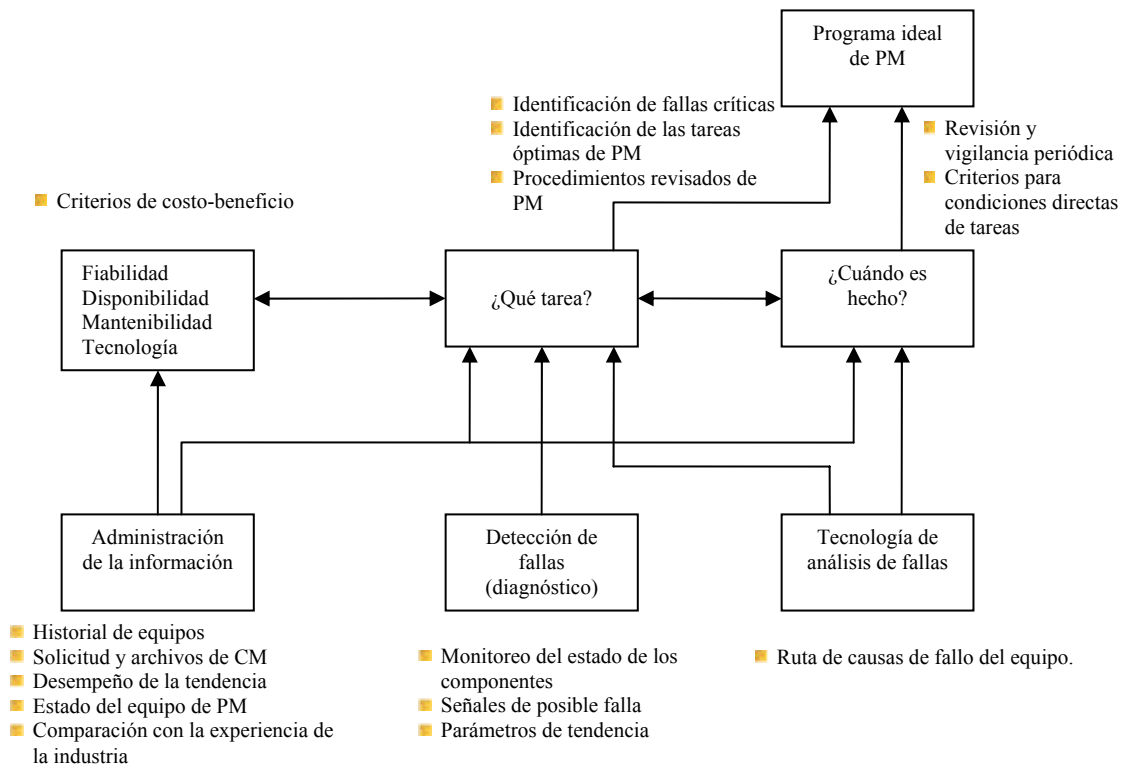 Programa ideal
de PM
Identificación de fallas críticas
Identificación de las tareas
óptimas de PM
Procedimientos revisados de
PM
Revisión y
vigilancia periódica
Criterios para
condiciones directas
de tareas
Criterios de costo-beneficio
Fiabilidad
Disponibilidad
Mantenibilidad
Tecnología
¿Qué tarea?
¿Cuándo es
hecho?
Administración
de la información
Detección de
fallas
(diagnóstico)
Tecnología de
análisis de fallas
Historial de equipos
Solicitud y archivos de CM
Desempeño de la tendencia
Estado del equipo de PM
Comparación con la experiencia de
la industria
Monitoreo del estado de los
componentes
Señales de posible falla
Parámetros de tendencia
Ruta de causas de fallo del equipo.